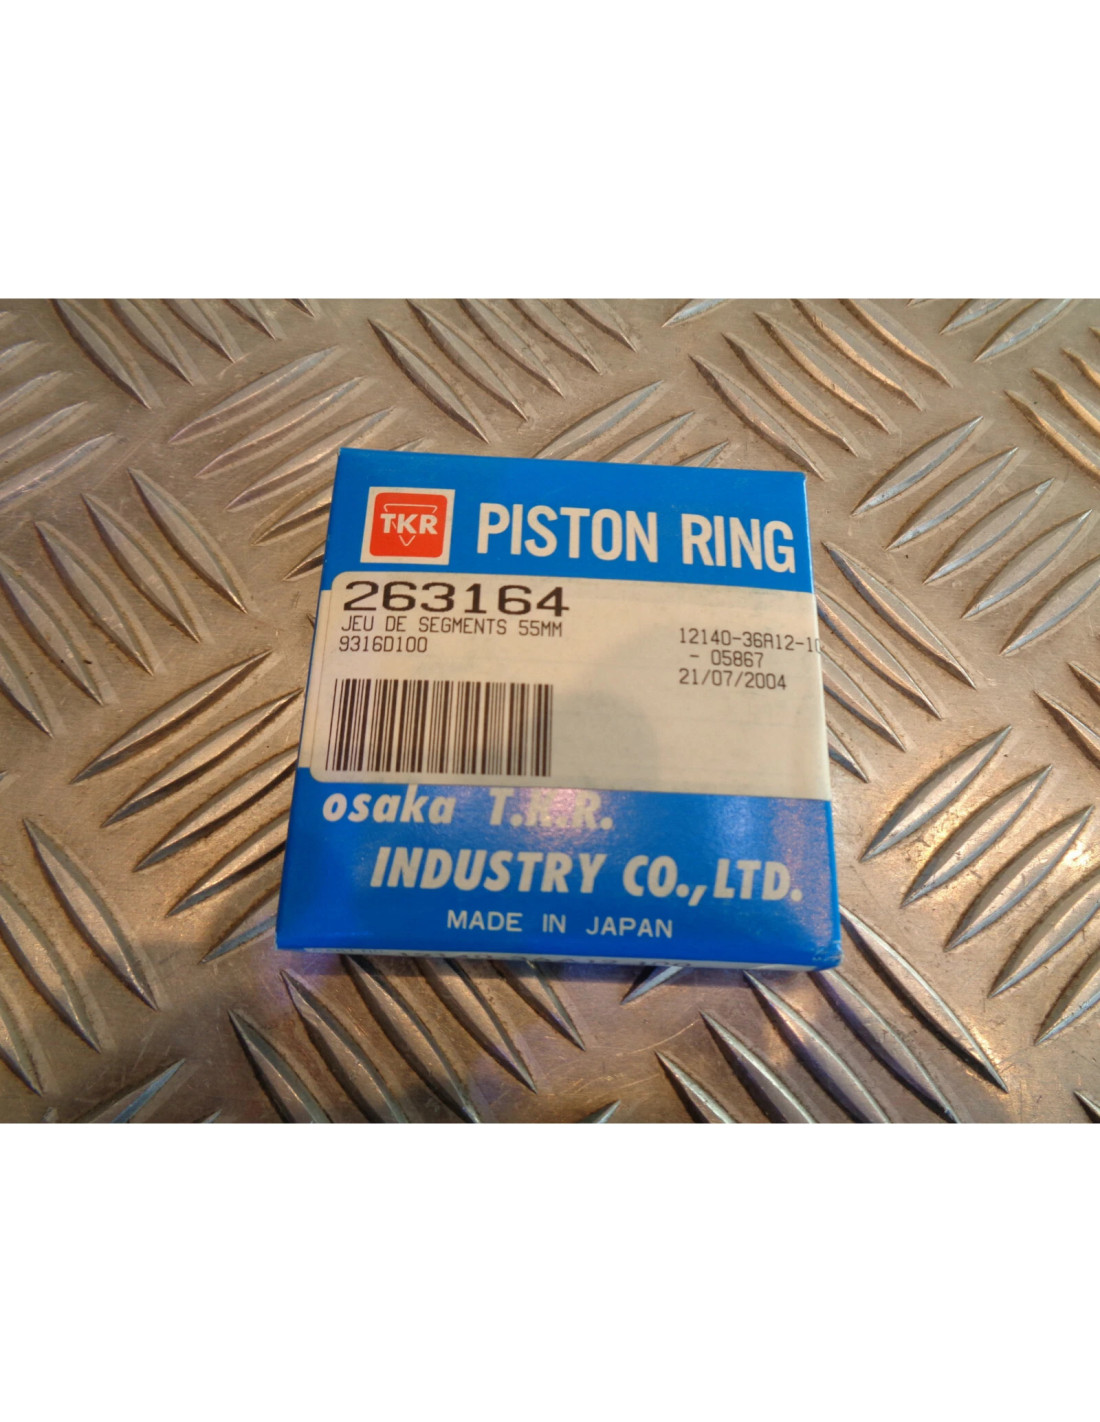 TKR
PISTON RING
263164
JEU DE SEGMENTS 55MM
9316D100
12140-36A12-10
- 05867
21/07/2004
osaka T.K.R.
INDUSTRY CO., LTD.
MADE IN JAPAN